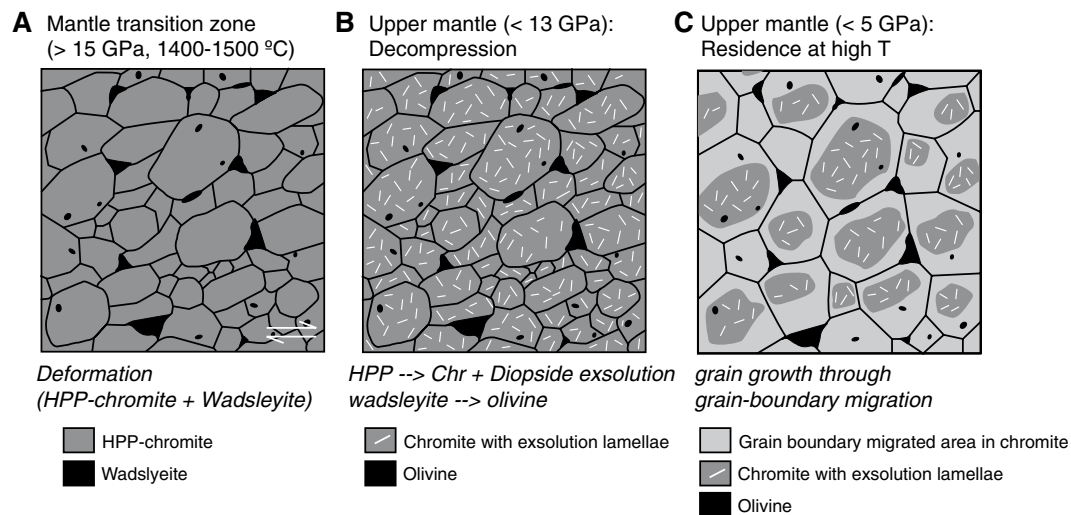 A Mantle transition zone
(> 15 GPa, 1400-1500 ºC)
B Upper mantle (< 13 GPa):
Decompression
C Upper mantle (< 5 GPa):
Residence at high T
Deformation
(HPP-chromite + Wadsleyite)
HPP-chromite
Wadslyeite
HPP --> Chr + Diopside exsolution
wadsleyite --> olivine
Chromite with exsolution lamellae
Olivine
grain growth through
grain-boundary migration
Grain boundary migrated area in chromite
Chromite with exsolution lamellae
Olivine